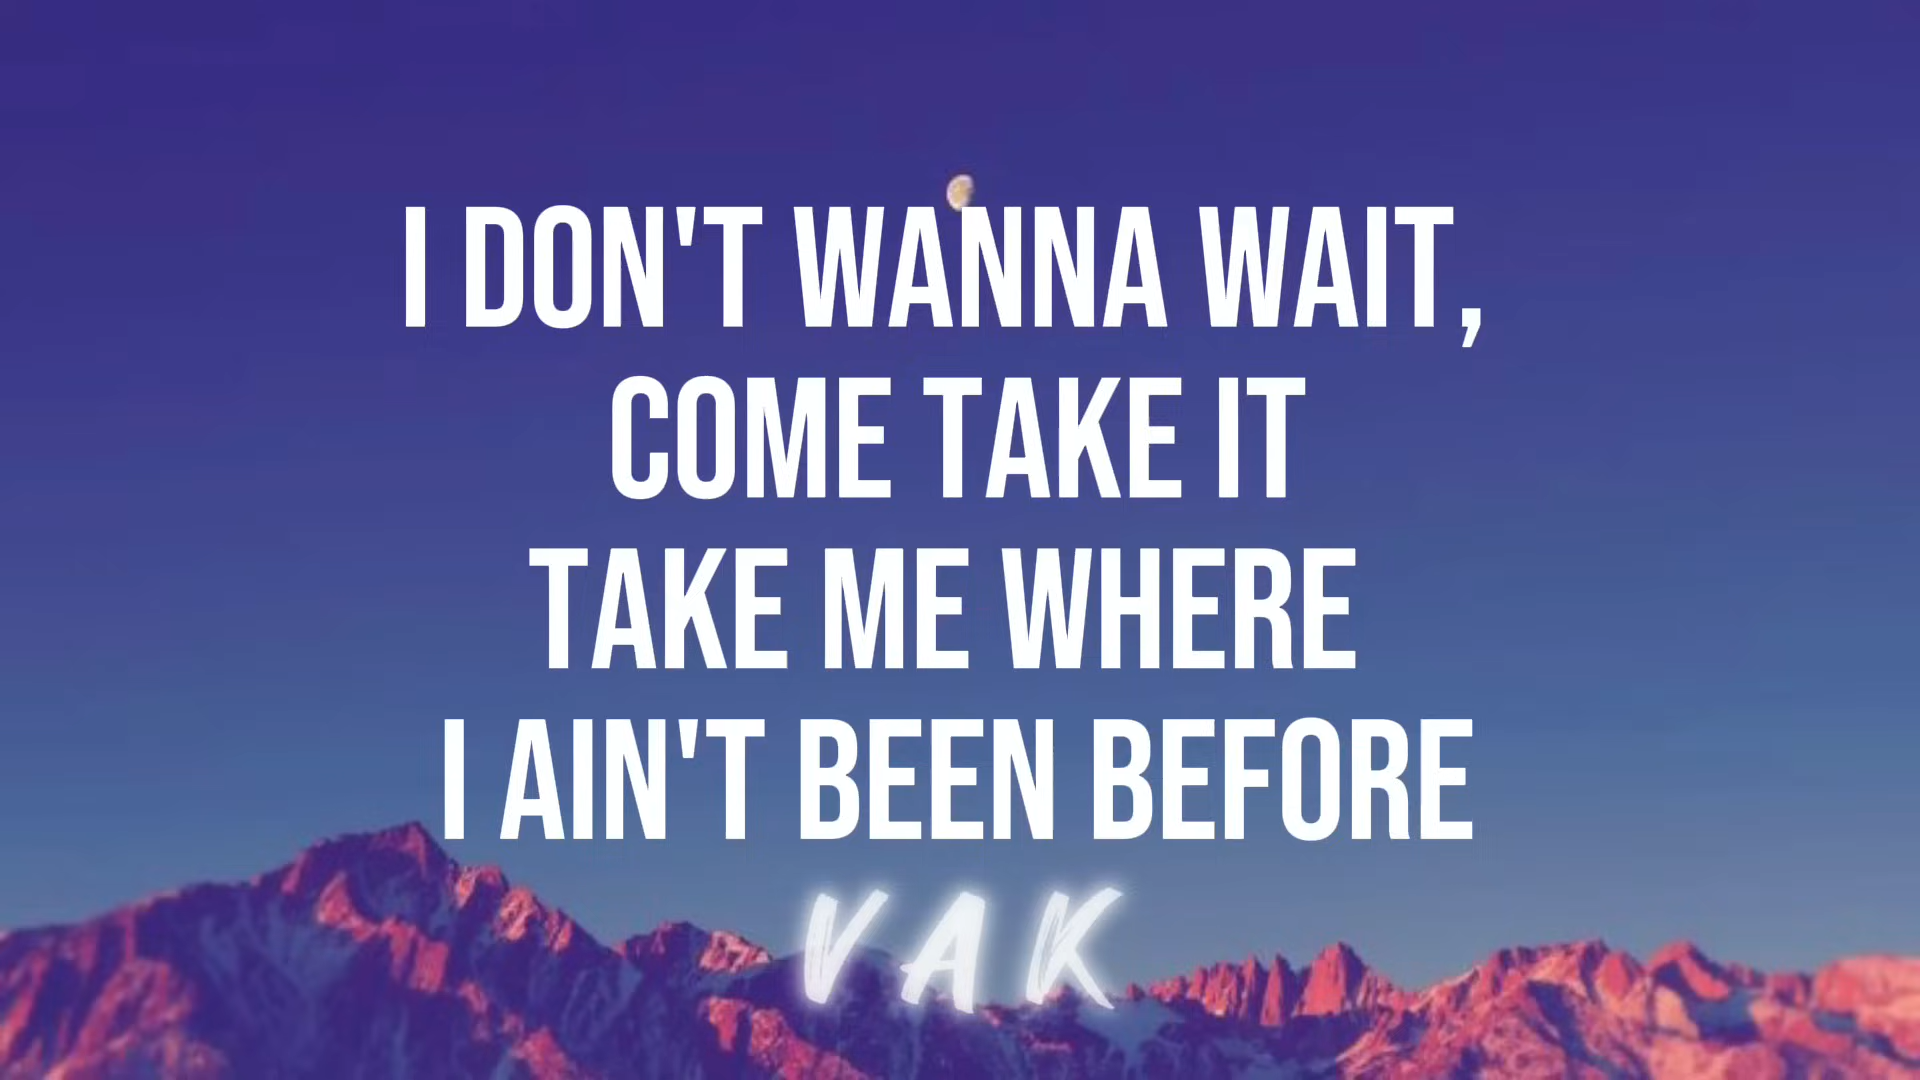 I DON'T WANNA WAIT,
COME TAKE IT
TAKE ME WHERE
I AIN'T BEEN BEFORE
VAK